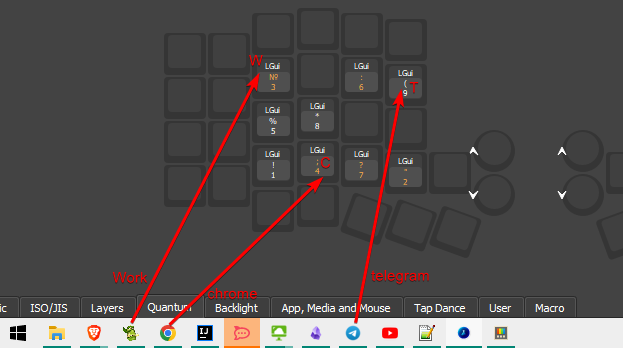 LGui
№
3
LGui
:
6
LGui
(
9
W
T
LGui
%
5
LGui
*
8
LGui
!
1
LGui
;
4
C
LGui
?
7
LGui
"
2
Work
chrome
telegram
ic
ISO/JIS
Layers
Quantum
Backlight
App, Media and Mouse
Tap Dance
User
Macro
IJ